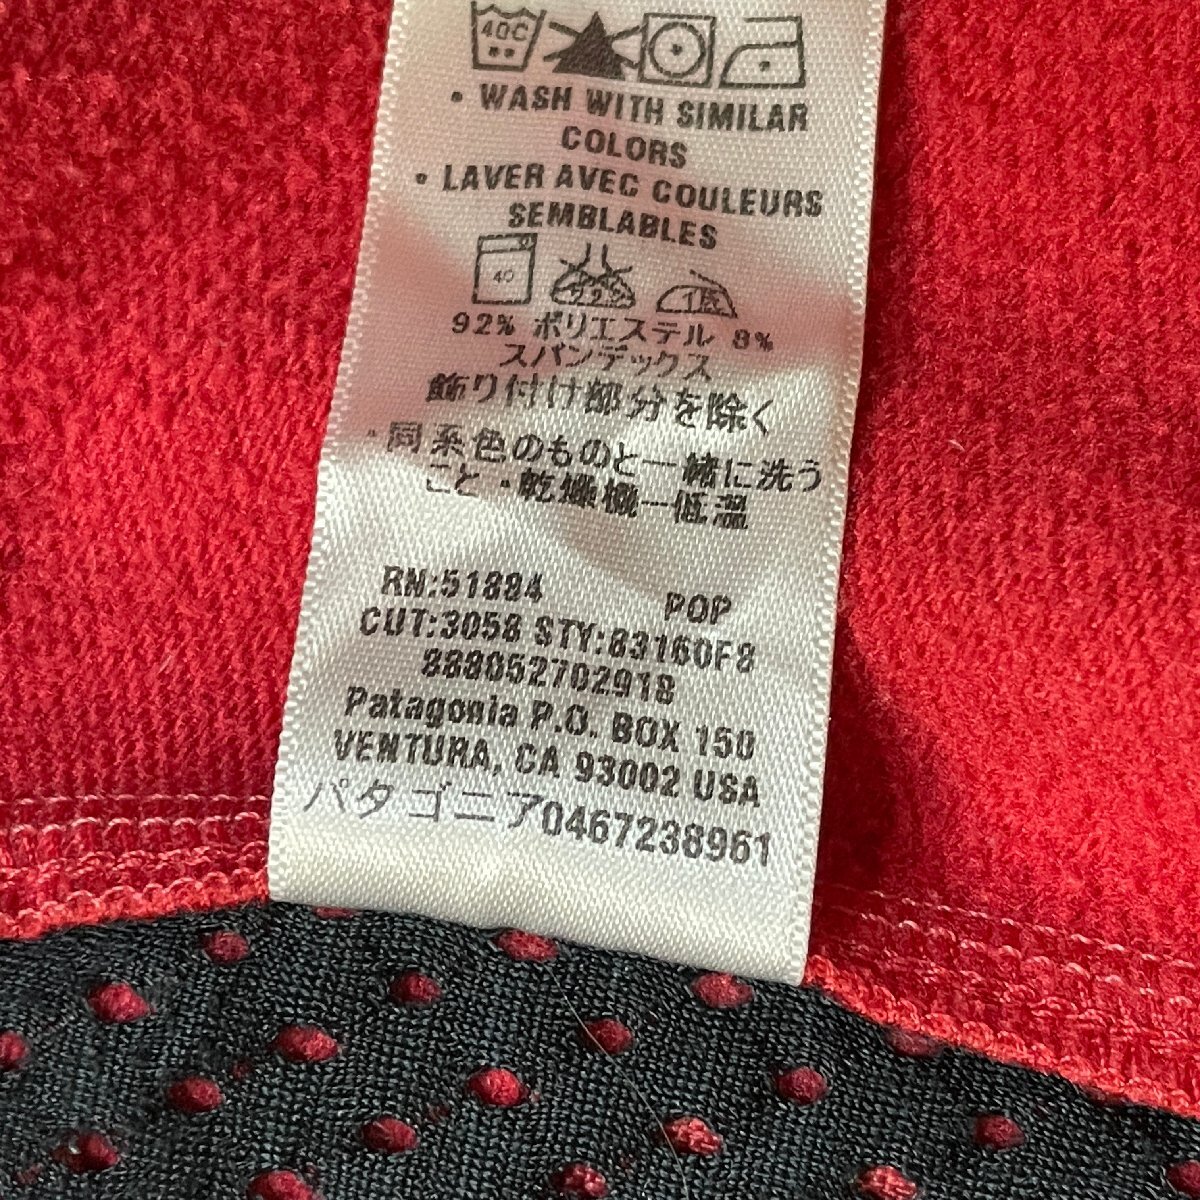 40C
• WASH WITH SIMILAR
COLORS
• LAVER AVEC COULEURS
SEMBLABLES
40
92% ポリエステル 8%
スパンデックス
飾り付け部分を除く
・同系色のものと一緒に洗う
こと・乾燥機一低温
RN:51884 POP
CUT:3058 STY:83160F8
888052702918
Patagonia P.O. BOX 150
VENTURA, CA 93002 USA
パタゴニア0467238961